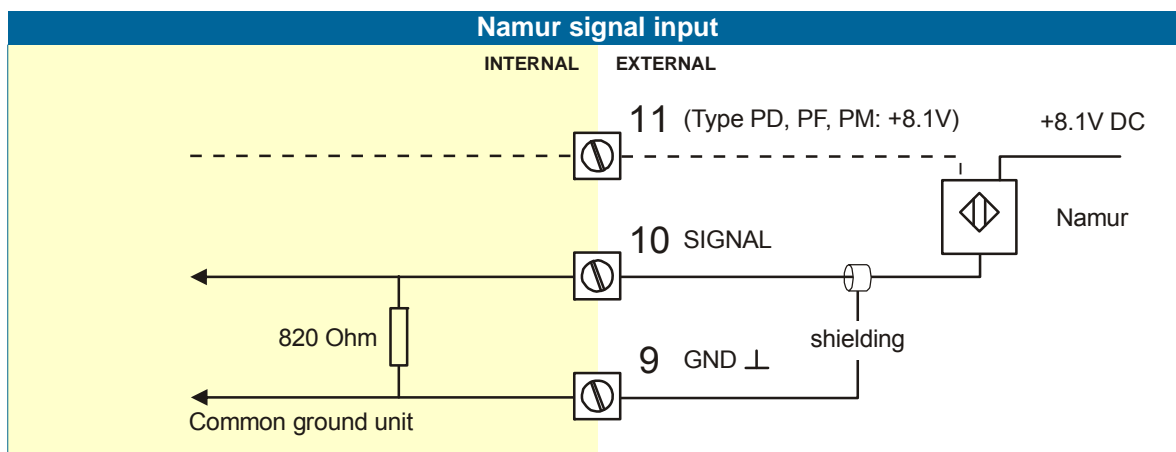 Namur signal input
INTERNAL EXTERNAL
11 (Type PD, PF, PM: +8.1V) +8.1V DC
Namur
10 SIGNAL
820 Ohm
shielding
9 GND ⊥
Common ground unit